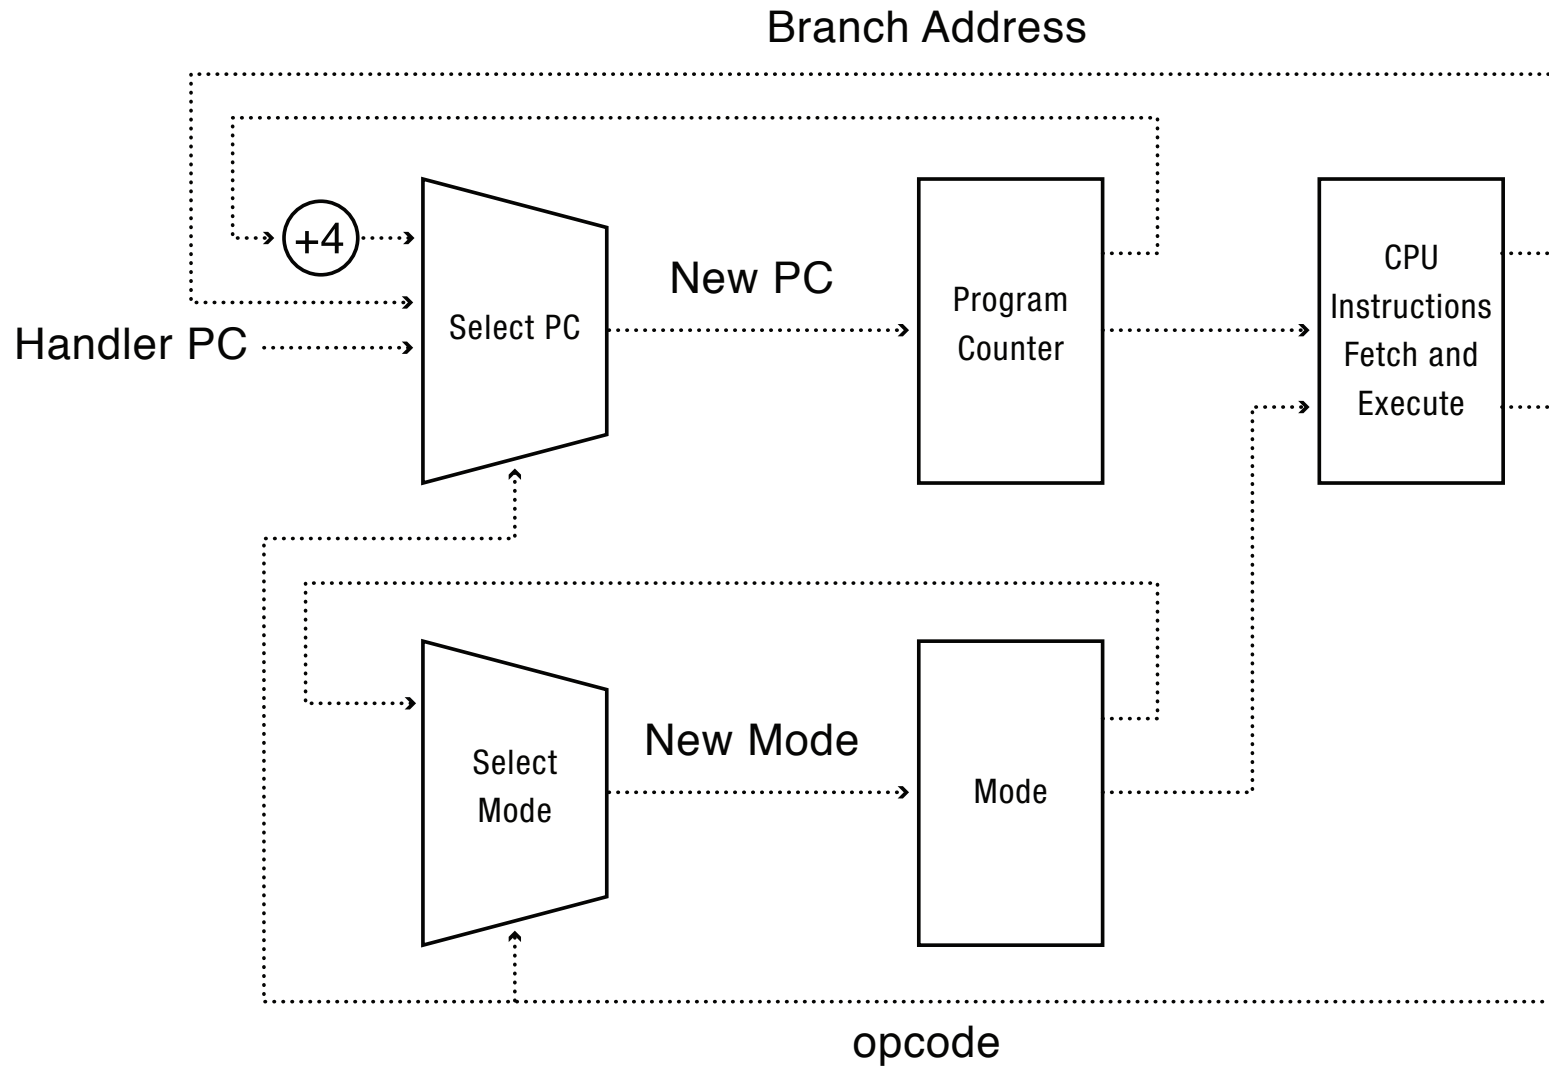 Branch Address
+4
Handler PC
Select PC
New PC
Program
Counter
CPU
Instructions
Fetch and
Execute
Select
Mode
New Mode
Mode
opcode